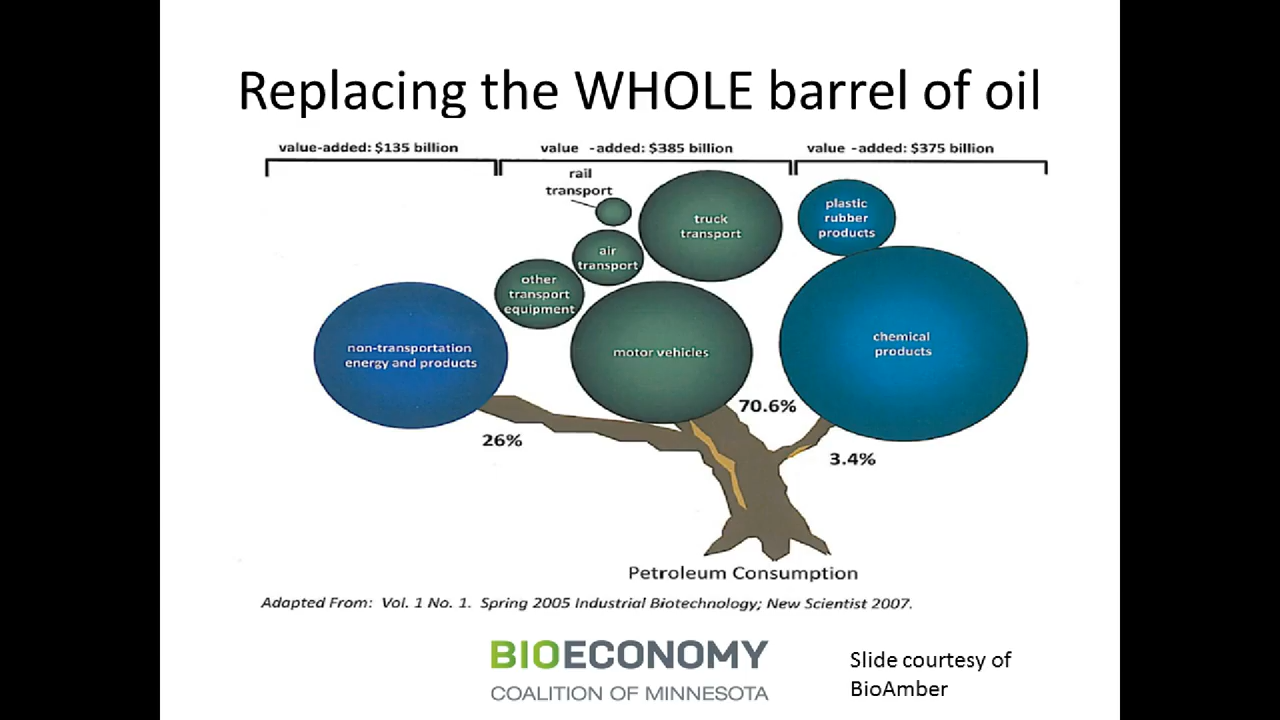 Replacing the WHOLE barrel of oil
value-added: $135 billion
value -added: $385 billion
value -added: $375 billion
rail
transport
truck
transport
plastic
rubber
products
air
transport
other
transport
equipment
non-transportation
energy and products
motor vehicles
chemical
products
70.6%
26%
3.4%
Petroleum Consumption
Adapted From: Vol. 1 No. 1. Spring 2005 Industrial Biotechnology; New Scientist 2007.
BIOECONOMY
COALITION OF MINNESOTA
Slide courtesy of
BioAmber